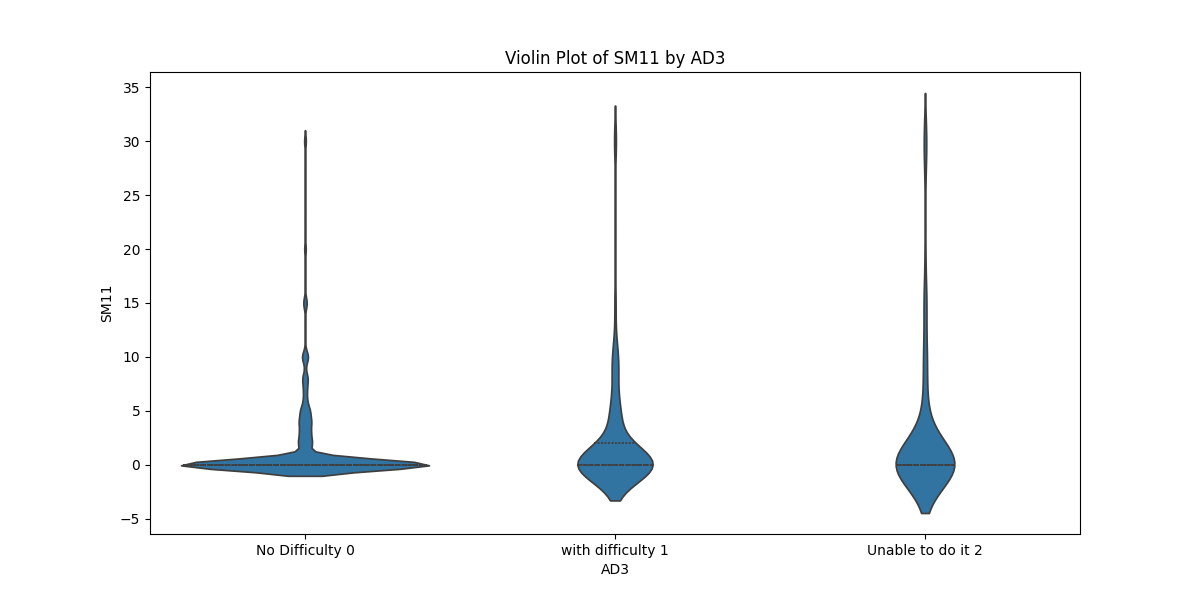 Violin Plot of SM11 by AD3
35
30
25
20
15
10
5
0
−5
SM11
No Difficulty 0
with difficulty 1
Unable to do it 2
AD3